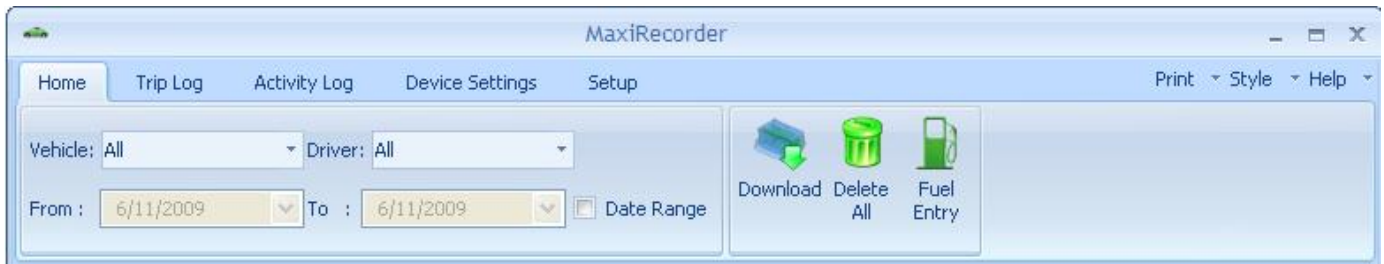 MaxiRecorder
Home Trip Log Activity Log Device Settings Setup Print Style Help
Vehicle: All Driver: All
From : 6/11/2009 To : 6/11/2009 Date Range
Download Delete All Fuel Entry